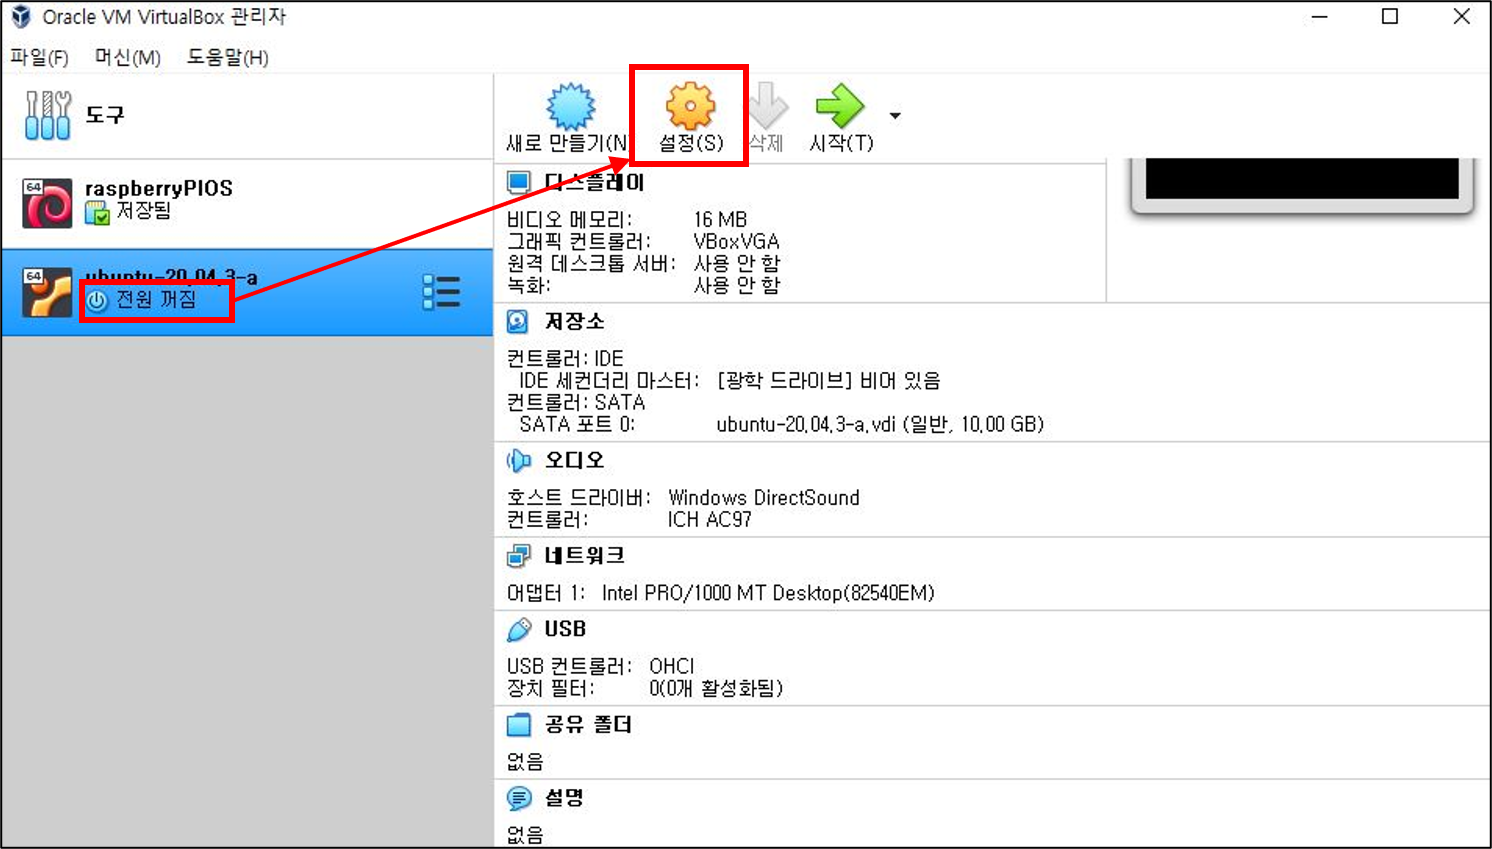 Oracle VM VirtualBox 관리자
파일(F) 머신(M) 도움말(H)
도구
새로 만들기(N 설정(S) 삭제 시작(T)
64
raspberryPIOS
저장됨
64
ubuntu-20.04.3-a
전원 꺼짐
디스플레이
비디오 메모리: 16 MB
그래픽 컨트롤러: VBoxVGA
원격 데스크톱 서버: 사용 안 함
녹화: 사용 안 함
저장소
컨트롤러: IDE
IDE 세컨더리 마스터: [광학 드라이브] 비어 있음
컨트롤러: SATA
SATA 포트 0: ubuntu-20.04.3-a.vdi (일반, 10.00 GB)
오디오
호스트 드라이버: Windows DirectSound
컨트롤러: ICH AC97
네트워크
어댑터 1: Intel PRO/1000 MT Desktop(82540EM)
USB
USB 컨트롤러: OHCI
장치 필터: 0(0개 활성화됨)
공유 폴더
없음
설명
없음